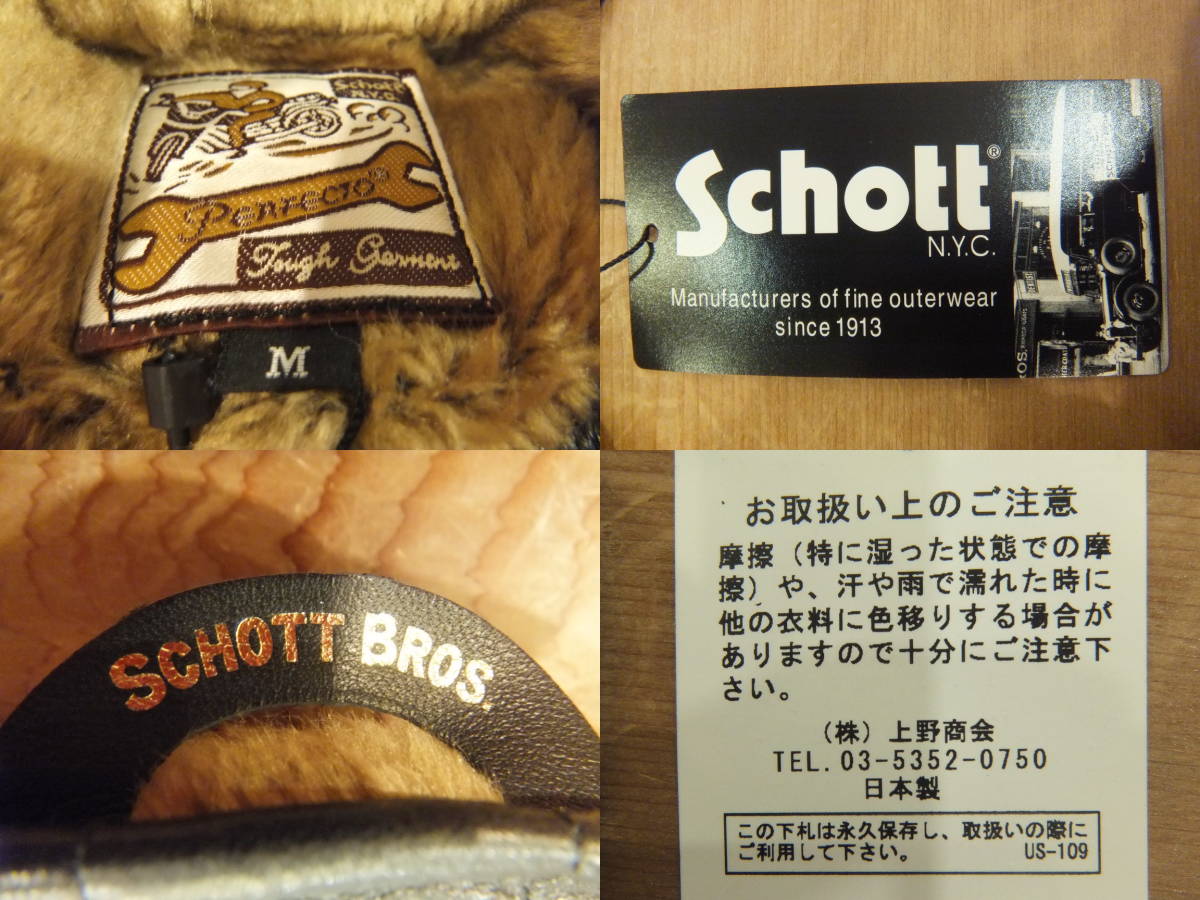 Schott
N.Y.C.
Perfecto®
Tough Garment
M
Schott®
N.Y.C.
Manufacturers of fine outerwear
since 1913
SCHOTT BROS.
お取扱い上のご注意
摩擦（特に湿った状態での摩
擦）や、汗や雨で濡れた時に
他の衣料に色移りする場合が
ありますので十分にご注意下
さい。
（株）上野商会
TEL.03-5352-0750
日本製
この下札は永久保存し、取扱いの際に
ご利用して下さい。 US-109